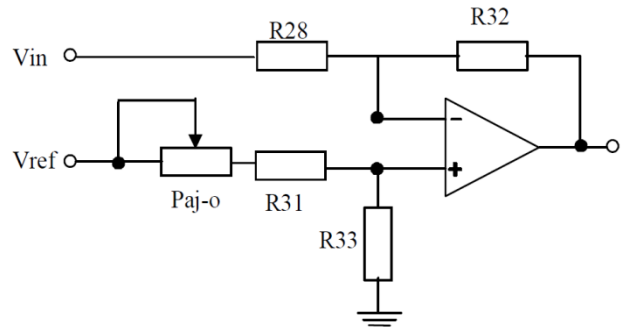 R28
R32
Vin
Vref
Paj-o
R31
R33
-
+